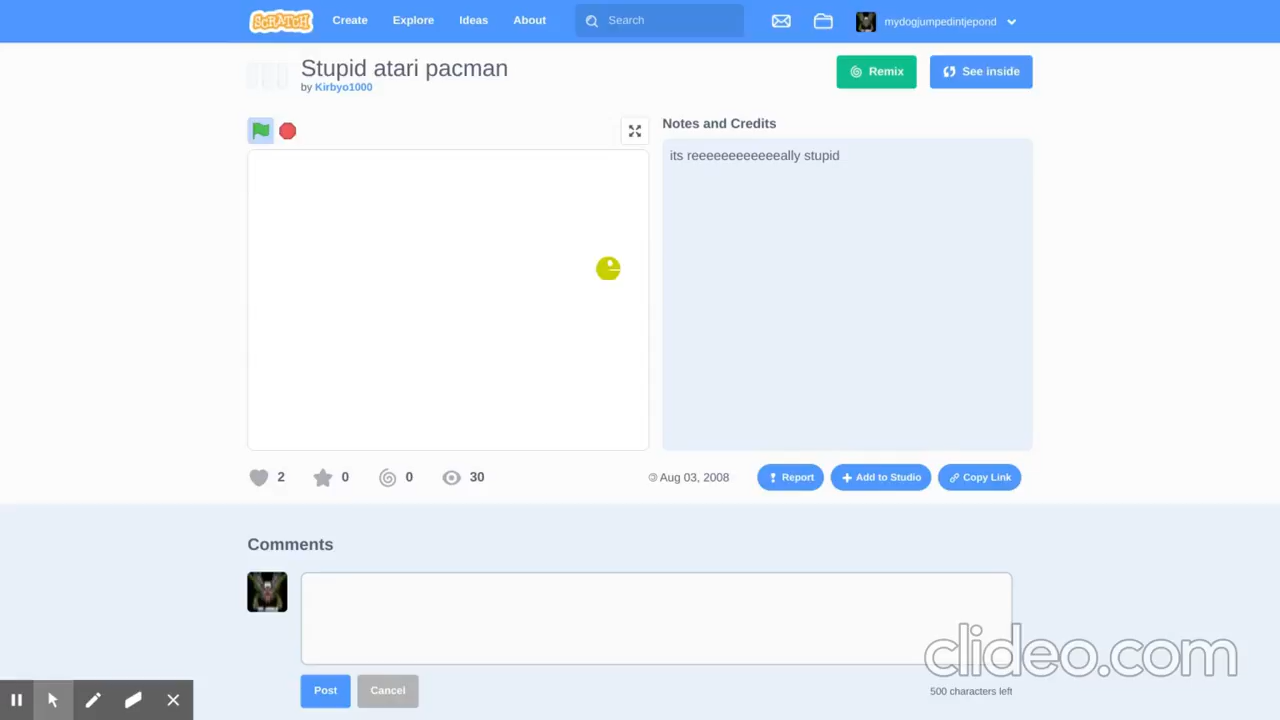 SCRATCH Create Explore Ideas About Search mydogjumpedintjepond
Stupid atari pacman
by Kirbyo1000
Remix See inside
Notes and Credits
its reeeeeeeeeeeeally stupid
2 0 0 30 Aug 03, 2008 Report Add to Studio Copy Link
Comments
clideo.com
Post Cancel 500 characters left